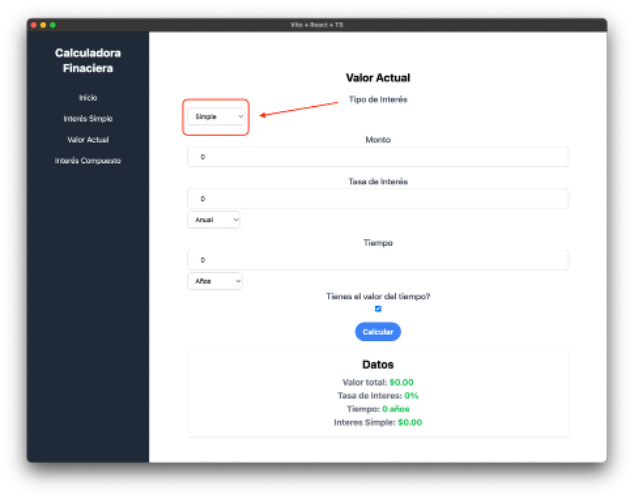 Vite + React + TS
Calculadora
Finaciera
Inicio
Interés Simple
Valor Actual
Interés Compuesto
Valor Actual
Tipo de Interés
Simple
Monto
0
Tasa de Interés
0
Anual
Tiempo
0
Años
Tienes el valor del tiempo?
Calcular
Datos
Valor total: $0.00
Tasa de Interes: 0%
Tiempo: 0 años
Interes Simple: $0.00